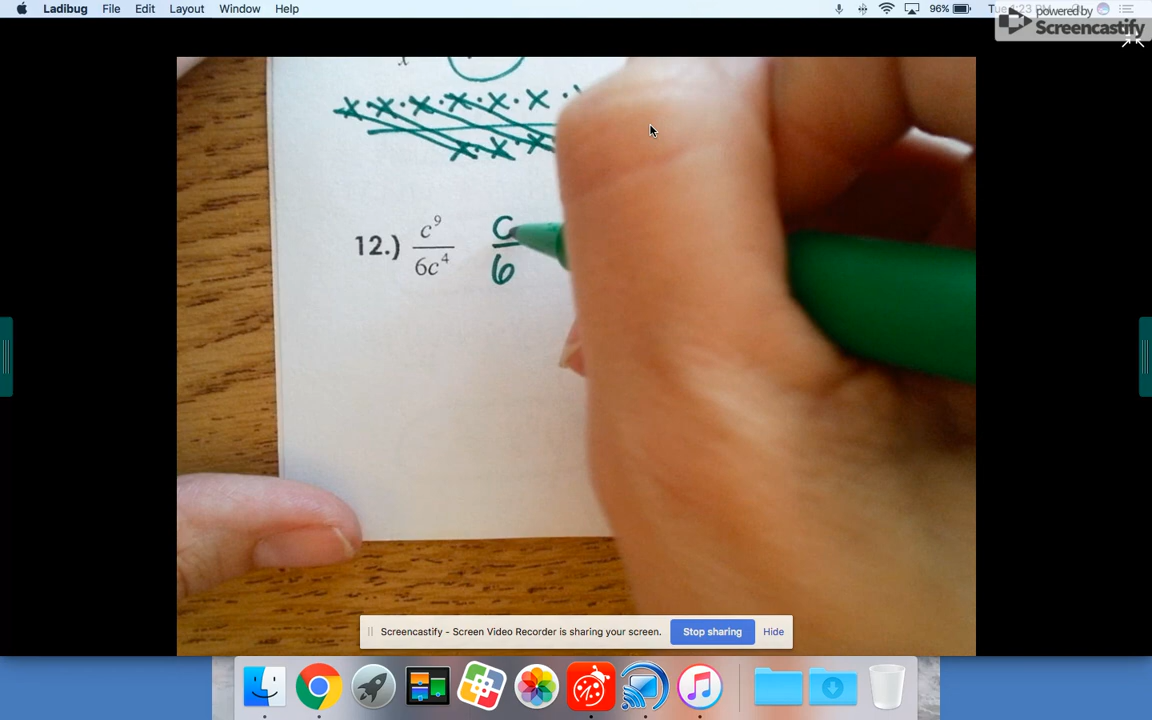 Ladibug File Edit Layout Window Help 96%
powered by
Screencastify
x
x · x · x · x · x · x ·
x · x · x
12.) c⁹ / 6c⁴ c / 6
Screencastify - Screen Video Recorder is sharing your screen. Stop sharing Hide